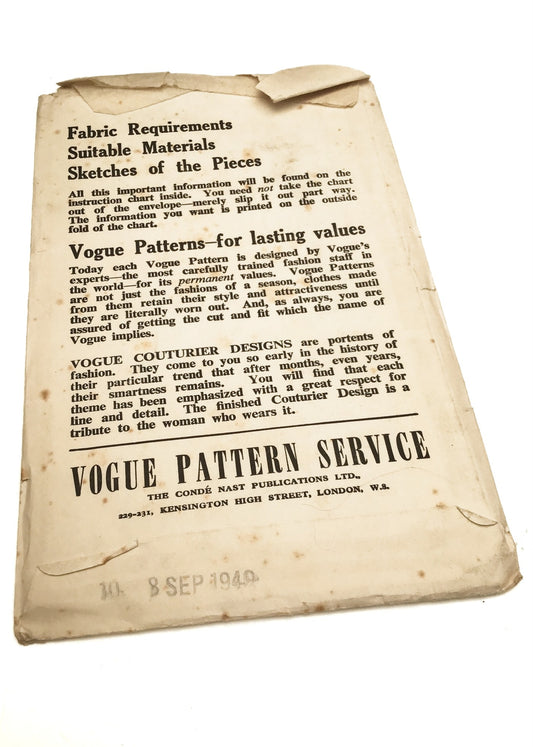 Fabric Requirements
Suitable Materials
Sketches of the Pieces
All this important information will be found on the
instruction chart inside. You need not take the chart
out of the envelope—merely slip it out part way.
The information you want is printed on the outside
fold of the chart.
Vogue Patterns—for lasting values
Today each Vogue Pattern is designed by Vogue's
experts—the most carefully trained fashion staff in
the world—for its permanent values. Vogue Patterns
are not just the fashions of a season, clothes made
from them retain their style and attractiveness until
they are literally worn out. And, as always, you are
assured of getting the cut and fit which the name of
Vogue implies.
VOGUE COUTURIER DESIGNS are portents of
fashion. They come to you so early in the history of
their particular trend that after months, even years,
their smartness remains. You will find that each
theme has been emphasized with a great respect for
line and detail. The finished Couturier Design is a
tribute to the woman who wears it.
VOGUE PATTERN SERVICE
THE CONDÉ NAST PUBLICATIONS LTD.,
229-231, KENSINGTON HIGH STREET, LONDON, W.8.
10 8 SEP 1949